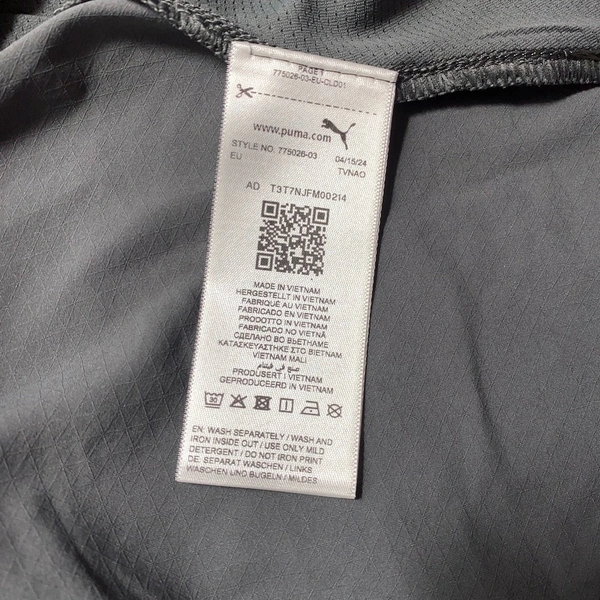 PAGE 1
775026-03-EU-CLD01
www.puma.com
STYLE NO. 775026-03 04/15/24
EU TVNAO
AD T3T7NJFM00214
MADE IN VIETNAM
HERGESTELLT IN VIETNAM
FABRIQUÉ AU VIETNAM
FABRICADO EN VIETNAM
PRODOTTO IN VIETNAM
FABRICADO NO VIETNÃ
СДЕЛАНО ВО ВЬЕТНАМЕ
ΚΑΤΑΣΚΕΥΑΣΤΗΚΕ ΣΤΟ ΒΙΕΤΝΑΜ
VIETNAM MALI
صنع في فيتنام
PRODUSERT I VIETNAM
GEPRODUCEERD IN VIETNAM
30
EN: WASH SEPARATELY / WASH AND
IRON INSIDE OUT / USE ONLY MILD
DETERGENT / DO NOT IRON PRINT
DE: SEPARAT WASCHEN / LINKS
WASCHEN UND BÜGELN / MILDES